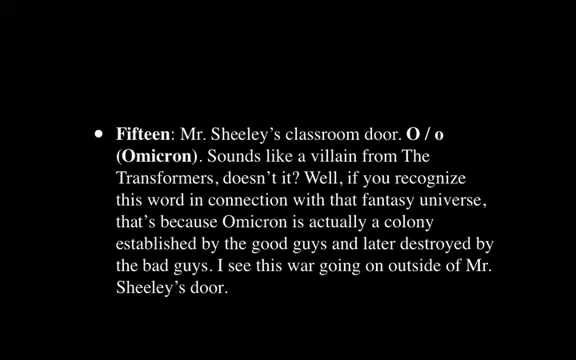 • Fifteen: Mr. Sheeley's classroom door. O / o
(Omicron). Sounds like a villain from The
Transformers, doesn't it? Well, if you recognize
this word in connection with that fantasy universe,
that's because Omicron is actually a colony
established by the good guys and later destroyed by
the bad guys. I see this war going on outside of Mr.
Sheeley's door.